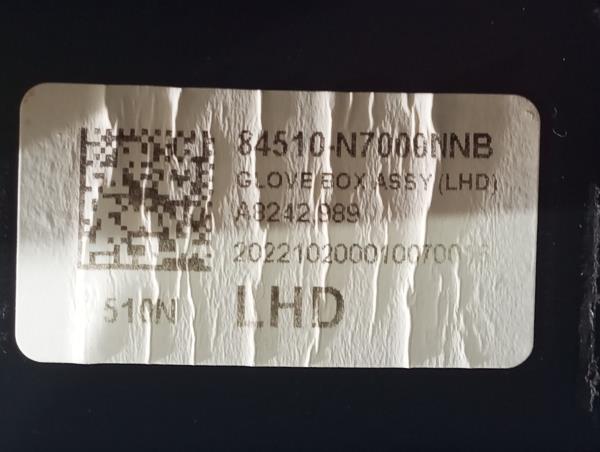 84510-N7000NNB
GLOVE BOX ASSY (LHD)
A8242,989
510N LHD